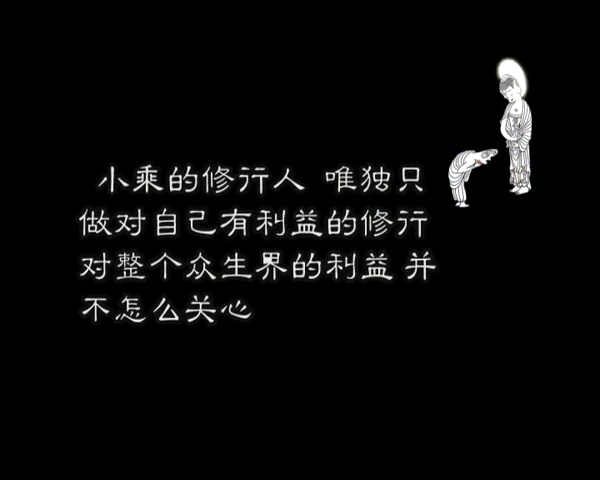 小乘的修行人 唯独只
做对自己有利益的修行
对整个众生界的利益 并
不怎么关心